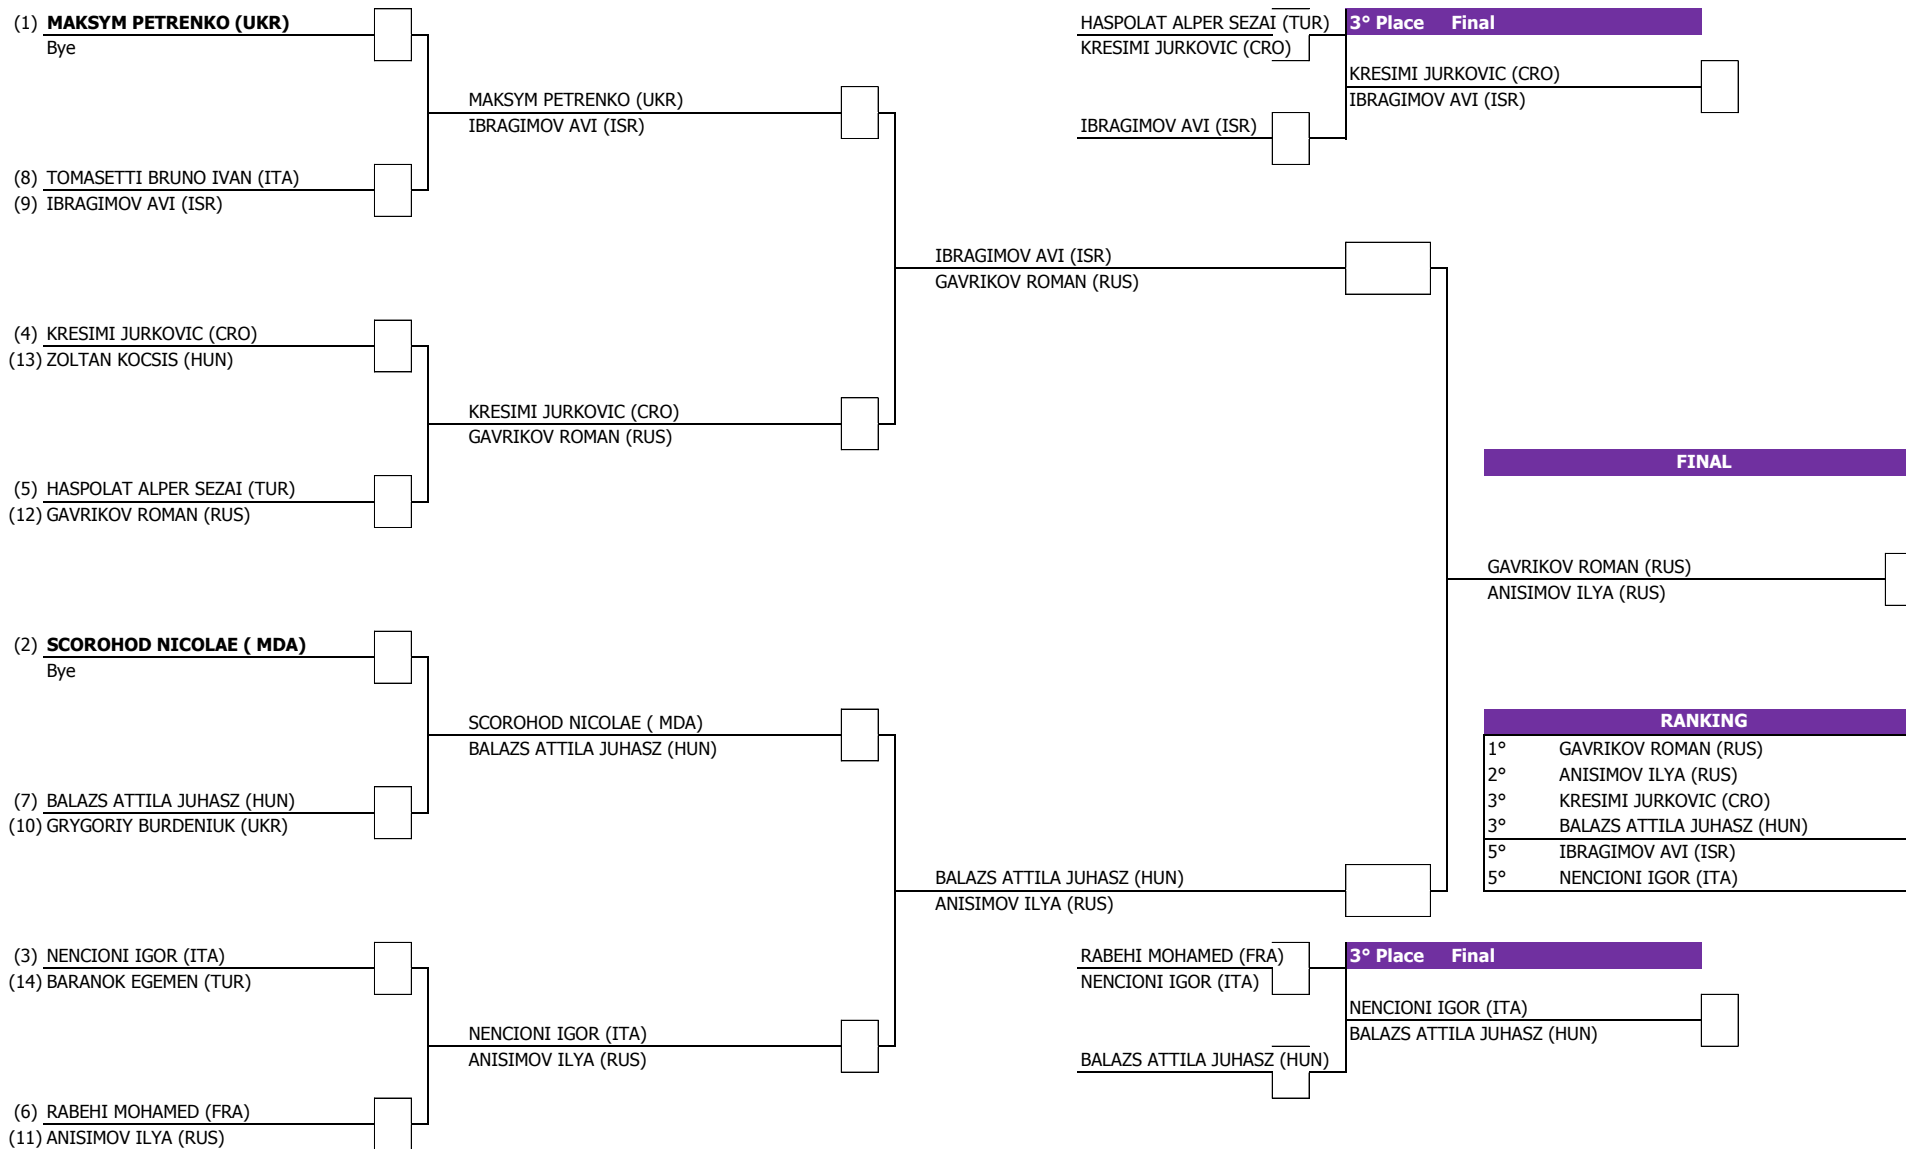 (1) MAKSYM PETRENKO (UKR)
Bye
MAKSYM PETRENKO (UKR)
IBRAGIMOV AVI (ISR)
(8) TOMASETTI BRUNO IVAN (ITA)
(9) IBRAGIMOV AVI (ISR)
(4) KRESIMI JURKOVIC (CRO)
(13) ZOLTAN KOCSIS (HUN)
KRESIMI JURKOVIC (CRO)
GAVRIKOV ROMAN (RUS)
(5) HASPOLAT ALPER SEZAI (TUR)
(12) GAVRIKOV ROMAN (RUS)
IBRAGIMOV AVI (ISR)
GAVRIKOV ROMAN (RUS)
HASPOLAT ALPER SEZAI (TUR)
KRESIMI JURKOVIC (CRO)
IBRAGIMOV AVI (ISR)
3° Place Final
KRESIMI JURKOVIC (CRO)
IBRAGIMOV AVI (ISR)
(2) SCOROHOD NICOLAE ( MDA)
Bye
SCOROHOD NICOLAE ( MDA)
BALAZS ATTILA JUHASZ (HUN)
(7) BALAZS ATTILA JUHASZ (HUN)
(10) GRYGORIY BURDENIUK (UKR)
(3) NENCIONI IGOR (ITA)
(14) BARANOK EGEMEN (TUR)
NENCIONI IGOR (ITA)
ANISIMOV ILYA (RUS)
(6) RABEHI MOHAMED (FRA)
(11) ANISIMOV ILYA (RUS)
BALAZS ATTILA JUHASZ (HUN)
ANISIMOV ILYA (RUS)
RABEHI MOHAMED (FRA)
NENCIONI IGOR (ITA)
BALAZS ATTILA JUHASZ (HUN)
3° Place Final
NENCIONI IGOR (ITA)
BALAZS ATTILA JUHASZ (HUN)
FINAL
GAVRIKOV ROMAN (RUS)
ANISIMOV ILYA (RUS)
RANKING
1° GAVRIKOV ROMAN (RUS)
2° ANISIMOV ILYA (RUS)
3° KRESIMI JURKOVIC (CRO)
3° BALAZS ATTILA JUHASZ (HUN)
5° IBRAGIMOV AVI (ISR)
5° NENCIONI IGOR (ITA)